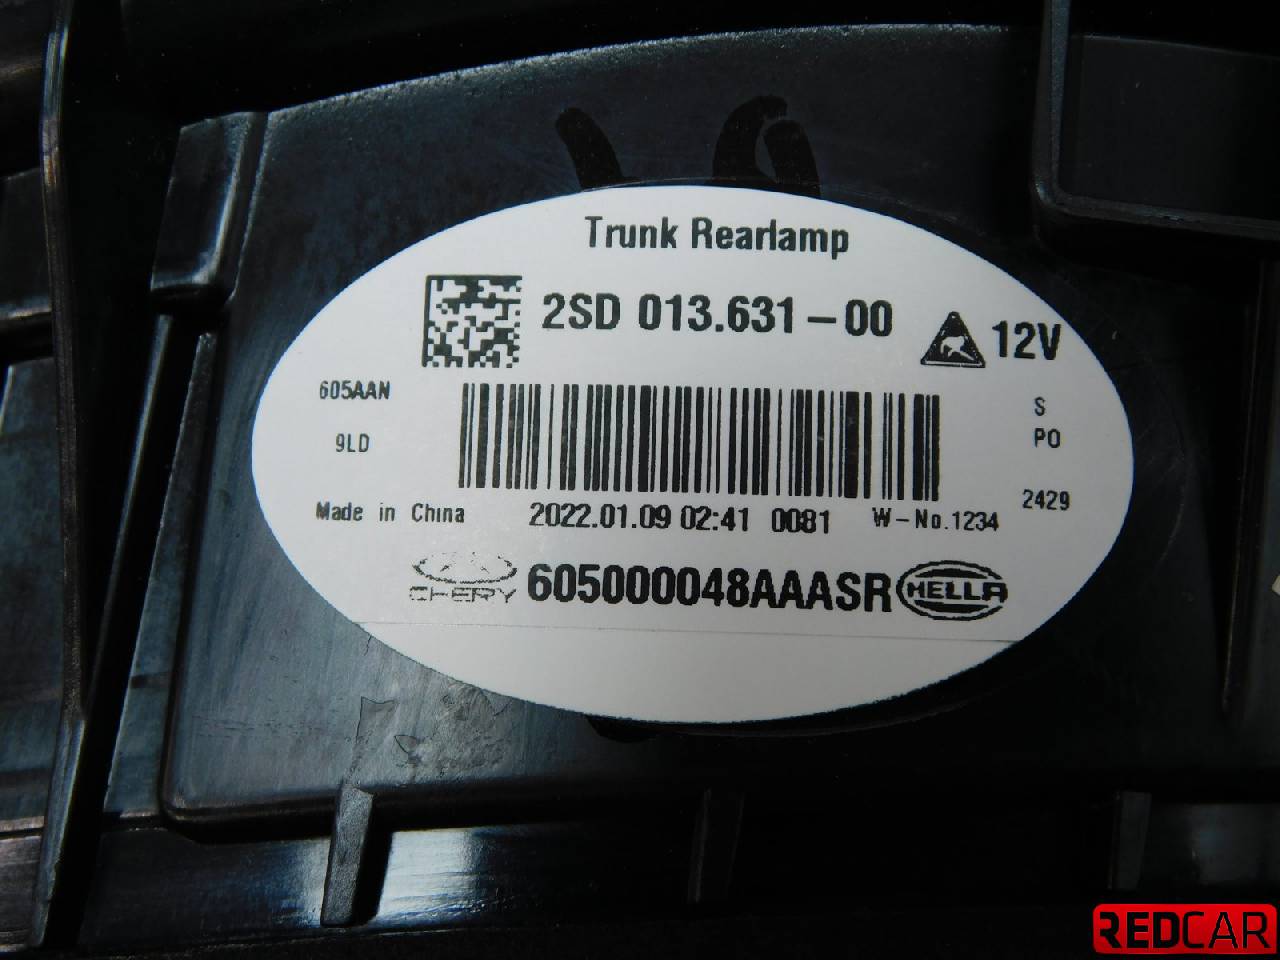 Trunk Rearlamp
2SD 013.631-00
12V
605AAN
S
9LD
PO
2429
Made in China 2022.01.09 02:41 0081 W-No.1234
CHERY 605000048AAASR HELLA
REDCAR